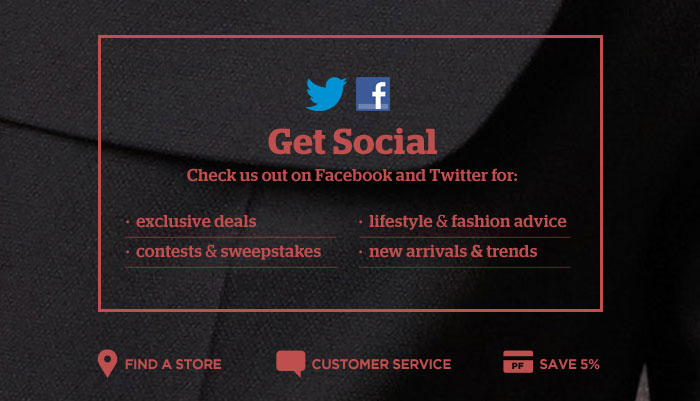 Get Social
Check us out on Facebook and Twitter for:
· exclusive deals
· lifestyle & fashion advice
· contests & sweepstakes
· new arrivals & trends
FIND A STORE
CUSTOMER SERVICE
PF
SAVE 5%